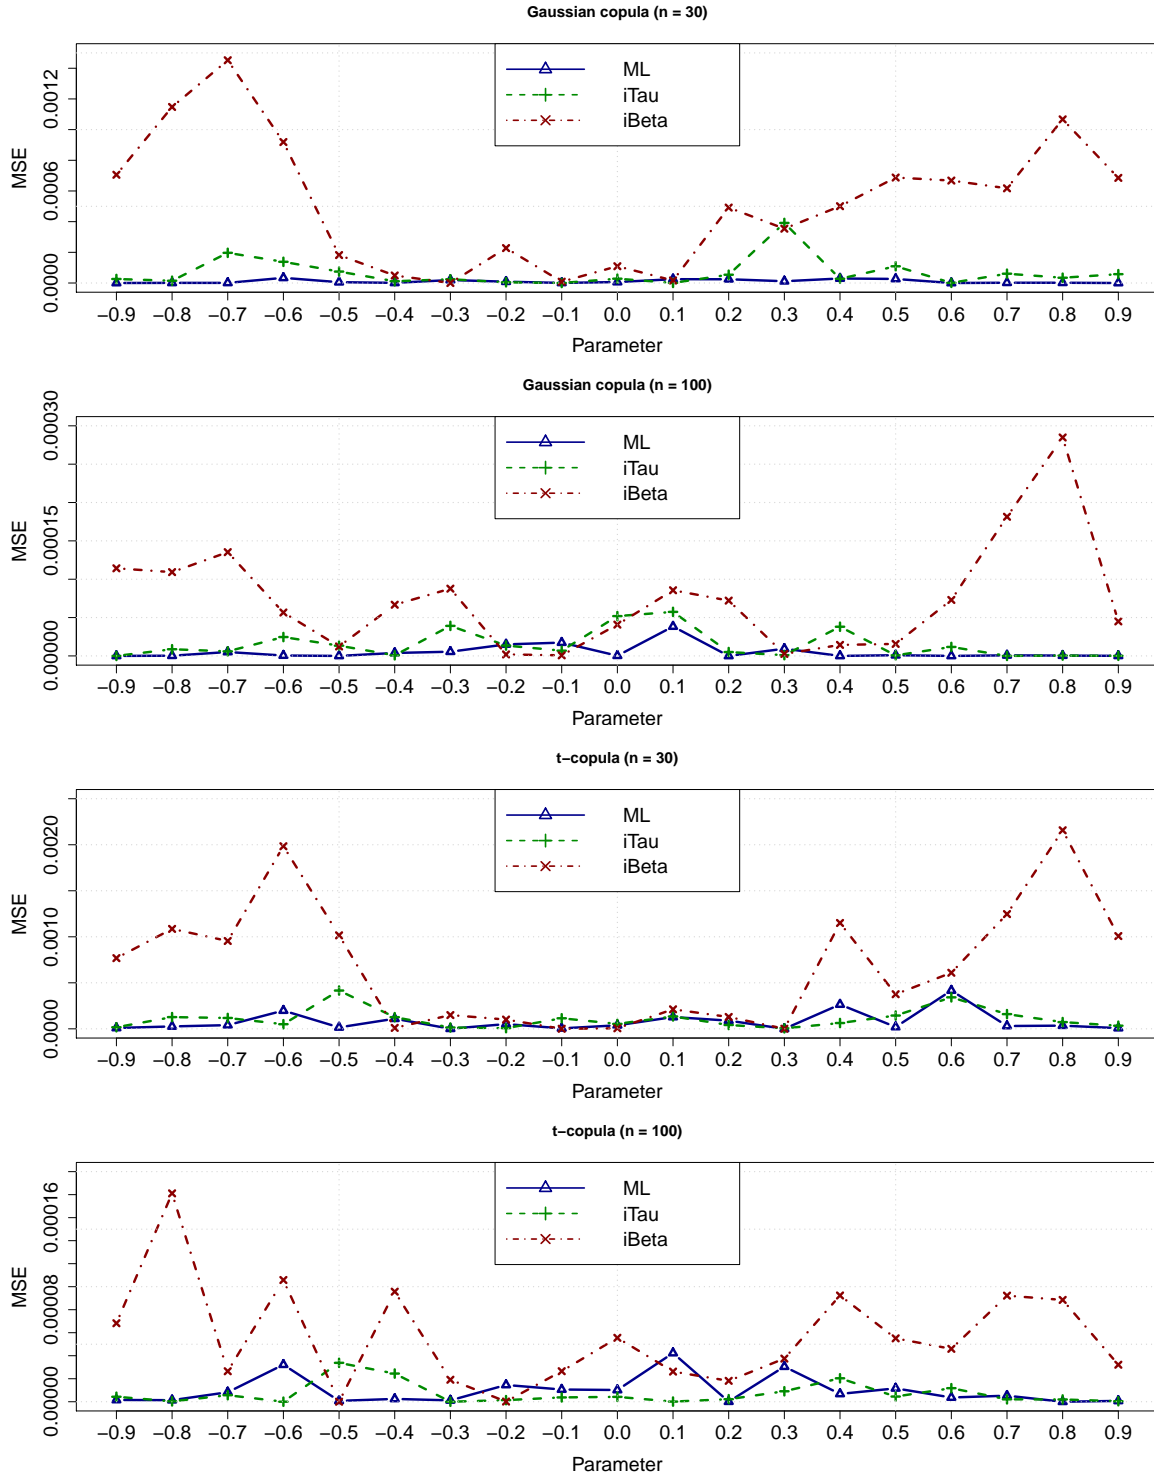 Gaussian copula (n = 30)
MSE
0.0000 0.0006 0.0012
ML
iTau
iBeta
−0.9 −0.8 −0.7 −0.6 −0.5 −0.4 −0.3 −0.2 −0.1 0.0 0.1 0.2 0.3 0.4 0.5 0.6 0.7 0.8 0.9
Parameter
Gaussian copula (n = 100)
MSE
0.00000 0.00015 0.00030
ML
iTau
iBeta
−0.9 −0.8 −0.7 −0.6 −0.5 −0.4 −0.3 −0.2 −0.1 0.0 0.1 0.2 0.3 0.4 0.5 0.6 0.7 0.8 0.9
Parameter
t−copula (n = 30)
MSE
0.0000 0.0010 0.0020
ML
iTau
iBeta
−0.9 −0.8 −0.7 −0.6 −0.5 −0.4 −0.3 −0.2 −0.1 0.0 0.1 0.2 0.3 0.4 0.5 0.6 0.7 0.8 0.9
Parameter
t−copula (n = 100)
MSE
0.00000 0.00008 0.00016
ML
iTau
iBeta
−0.9 −0.8 −0.7 −0.6 −0.5 −0.4 −0.3 −0.2 −0.1 0.0 0.1 0.2 0.3 0.4 0.5 0.6 0.7 0.8 0.9
Parameter